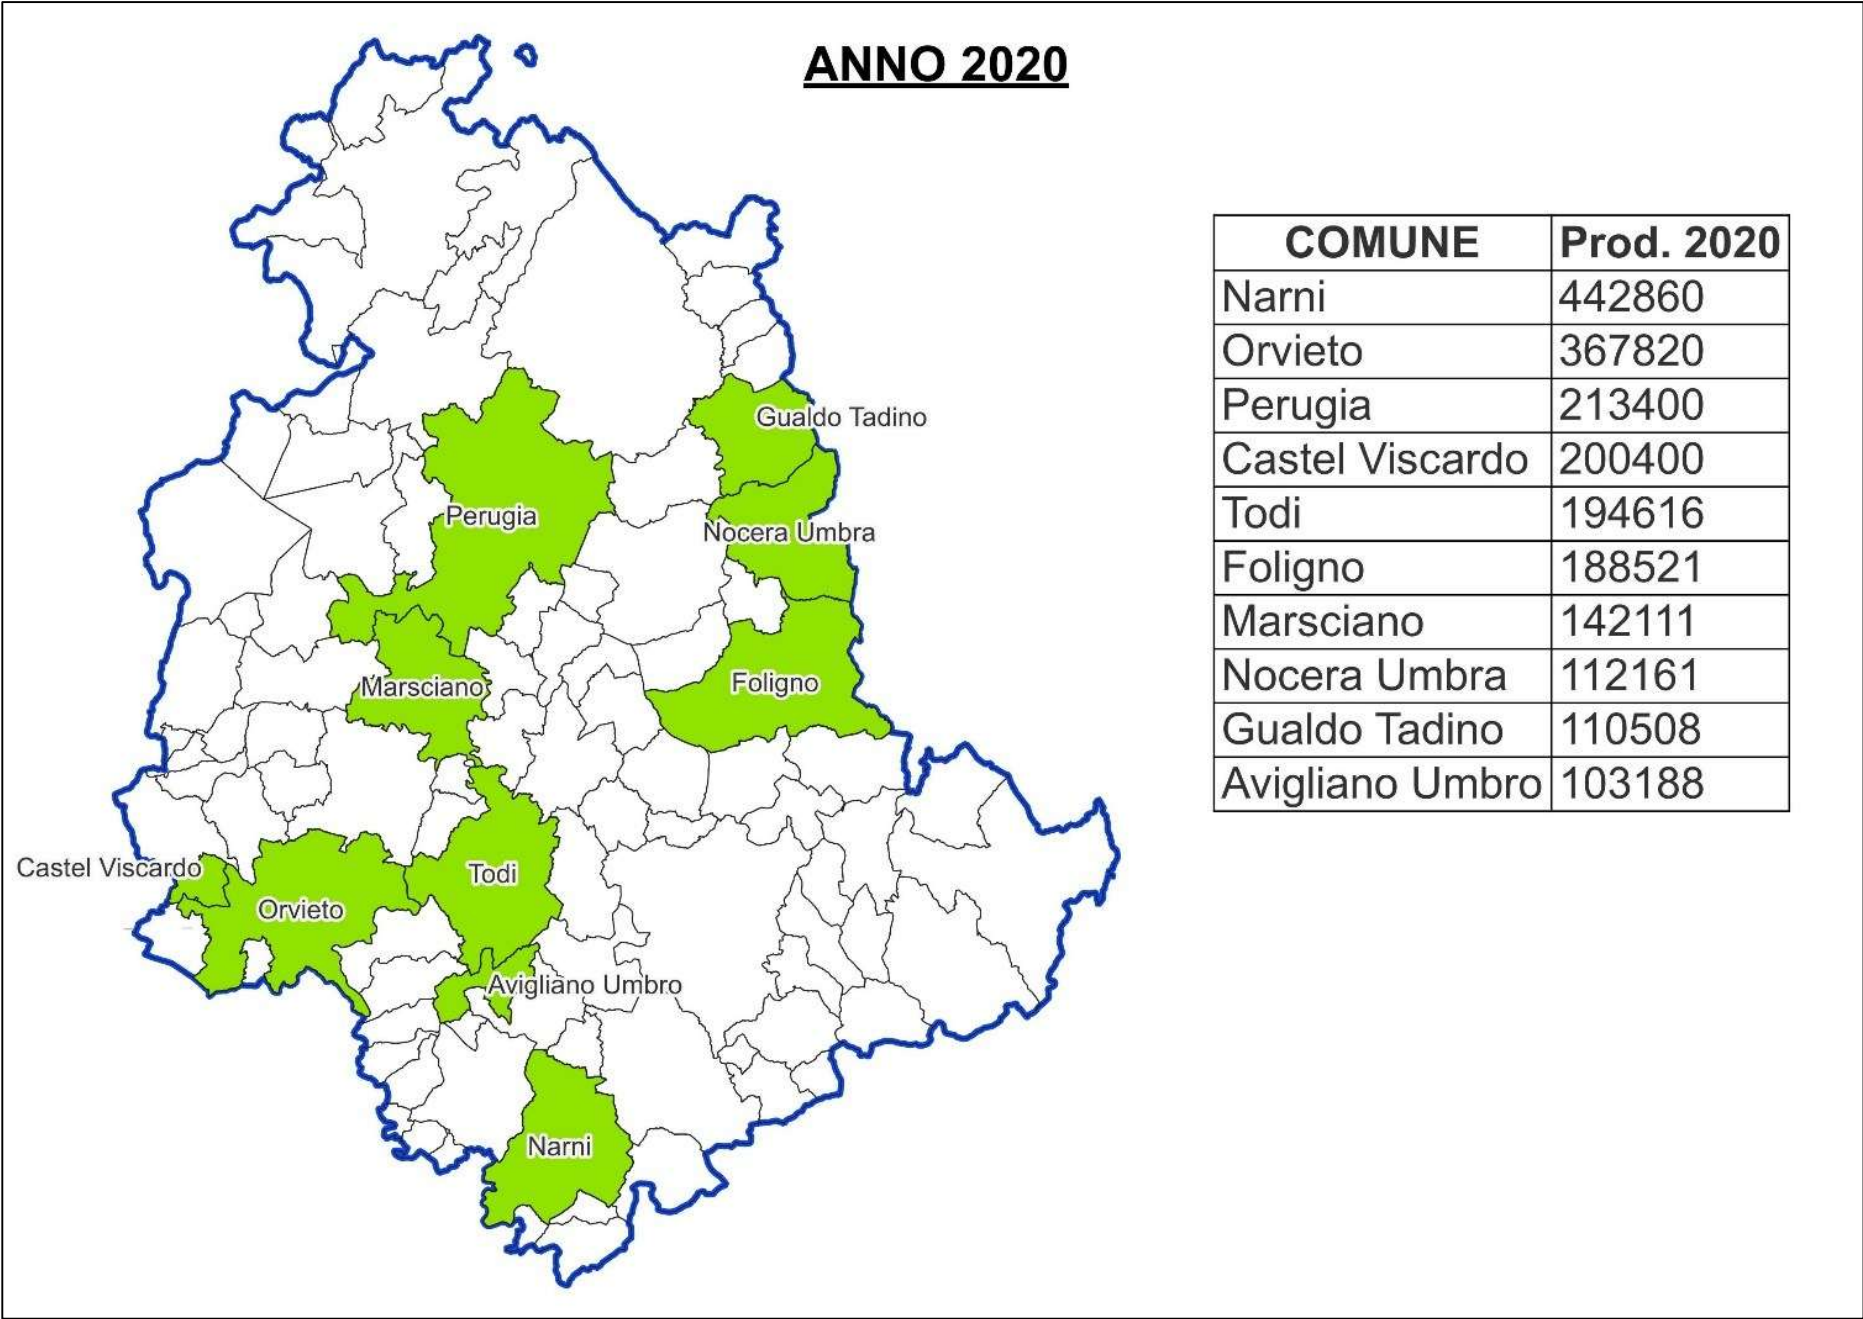 ANNO 2020
Gualdo Tadino
Perugia
Nocera Umbra
Foligno
Marsciano
Castel Viscardo
Todi
Orvieto
Avigliano Umbro
Narni
COMUNE Prod. 2020
Narni 442860
Orvieto 367820
Perugia 213400
Castel Viscardo 200400
Todi 194616
Foligno 188521
Marsciano 142111
Nocera Umbra 112161
Gualdo Tadino 110508
Avigliano Umbro 103188